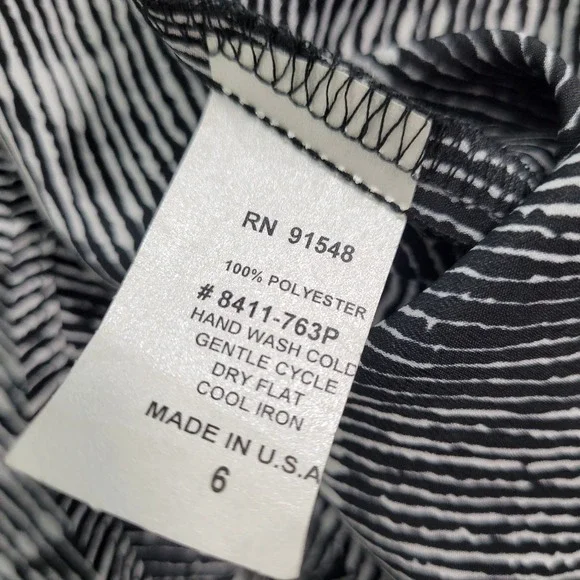 RN 91548
100% POLYESTER
# 8411-763P
HAND WASH COLD
GENTLE CYCLE
DRY FLAT
COOL IRON
MADE IN U.S.A
6